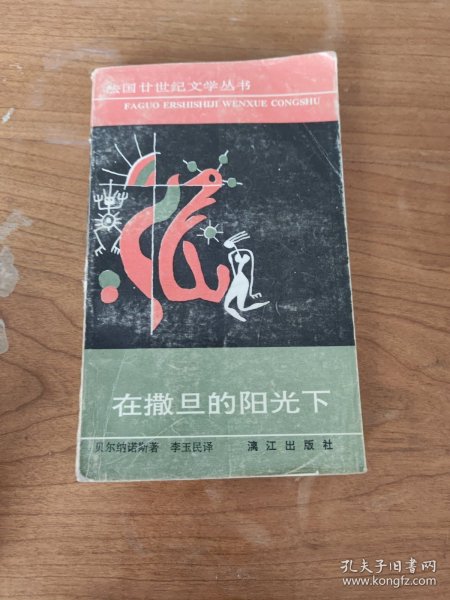 法国廿世纪文学丛书
FAGUO ERSHISHIJI WENXUE CONGSHU
在撒旦的阳光下
贝尔纳诺斯著 李玉民译 漓江出版社
孔夫子旧书网
www.kongfz.com